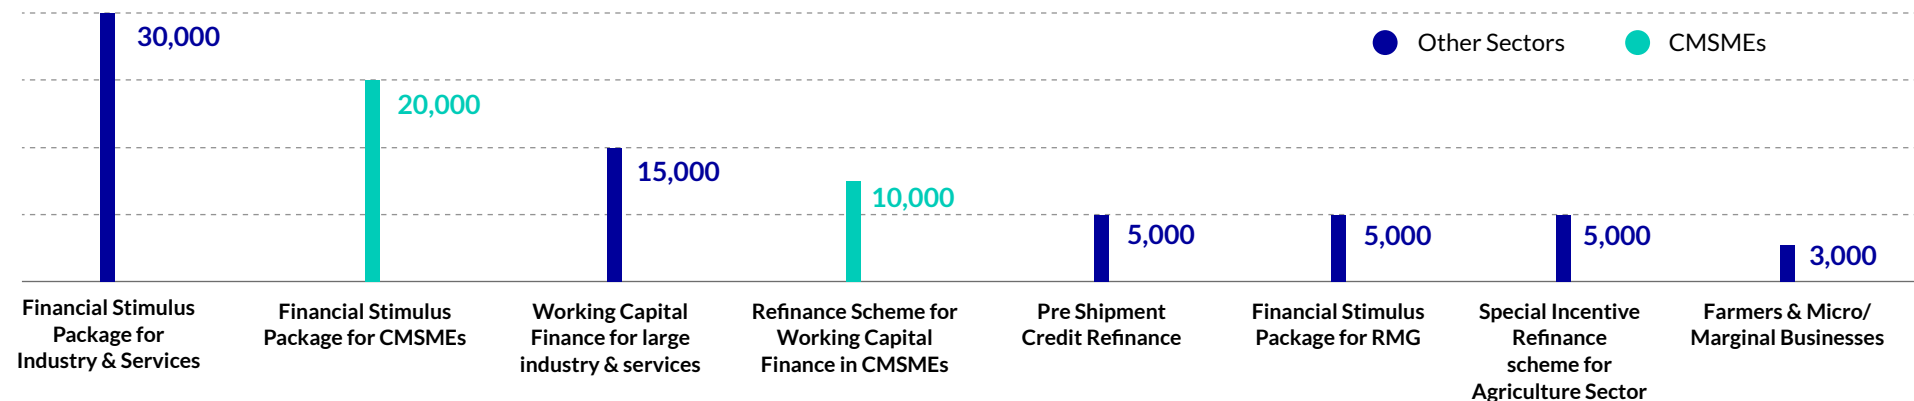 30,000
Other Sectors
CMSMEs
20,000
15,000
10,000
5,000
5,000
5,000
3,000
Financial Stimulus
Package for
Industry & Services
Financial Stimulus
Package for CMSMEs
Working Capital
Finance for large
industry & services
Refinance Scheme for
Working Capital
Finance in CMSMEs
Pre Shipment
Credit Refinance
Financial Stimulus
Package for RMG
Special Incentive
Refinance
scheme for
Agriculture Sector
Farmers & Micro/
Marginal Businesses